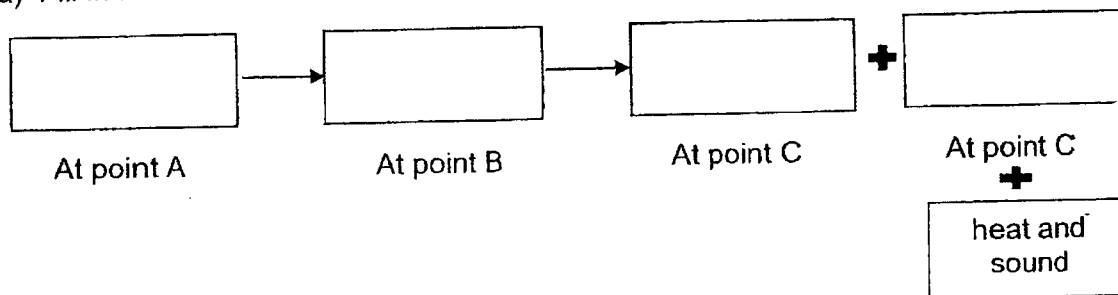 At point A
At point B
At point C
At point C
heat and
sound